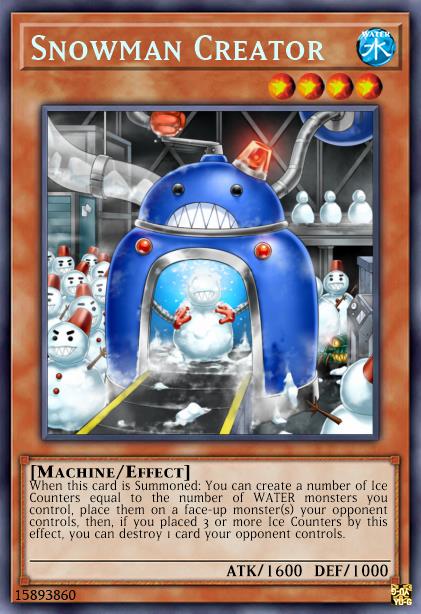 Snowman Creator
WATER
水
[Machine/Effect]
When this card is Summoned: You can create a number of Ice
Counters equal to the number of WATER monsters you
control, place them on a face-up monster(s) your opponent
controls, then, if you placed 3 or more Ice Counters by this
effect, you can destroy 1 card your opponent controls.
ATK/1600 DEF/1000
15893860